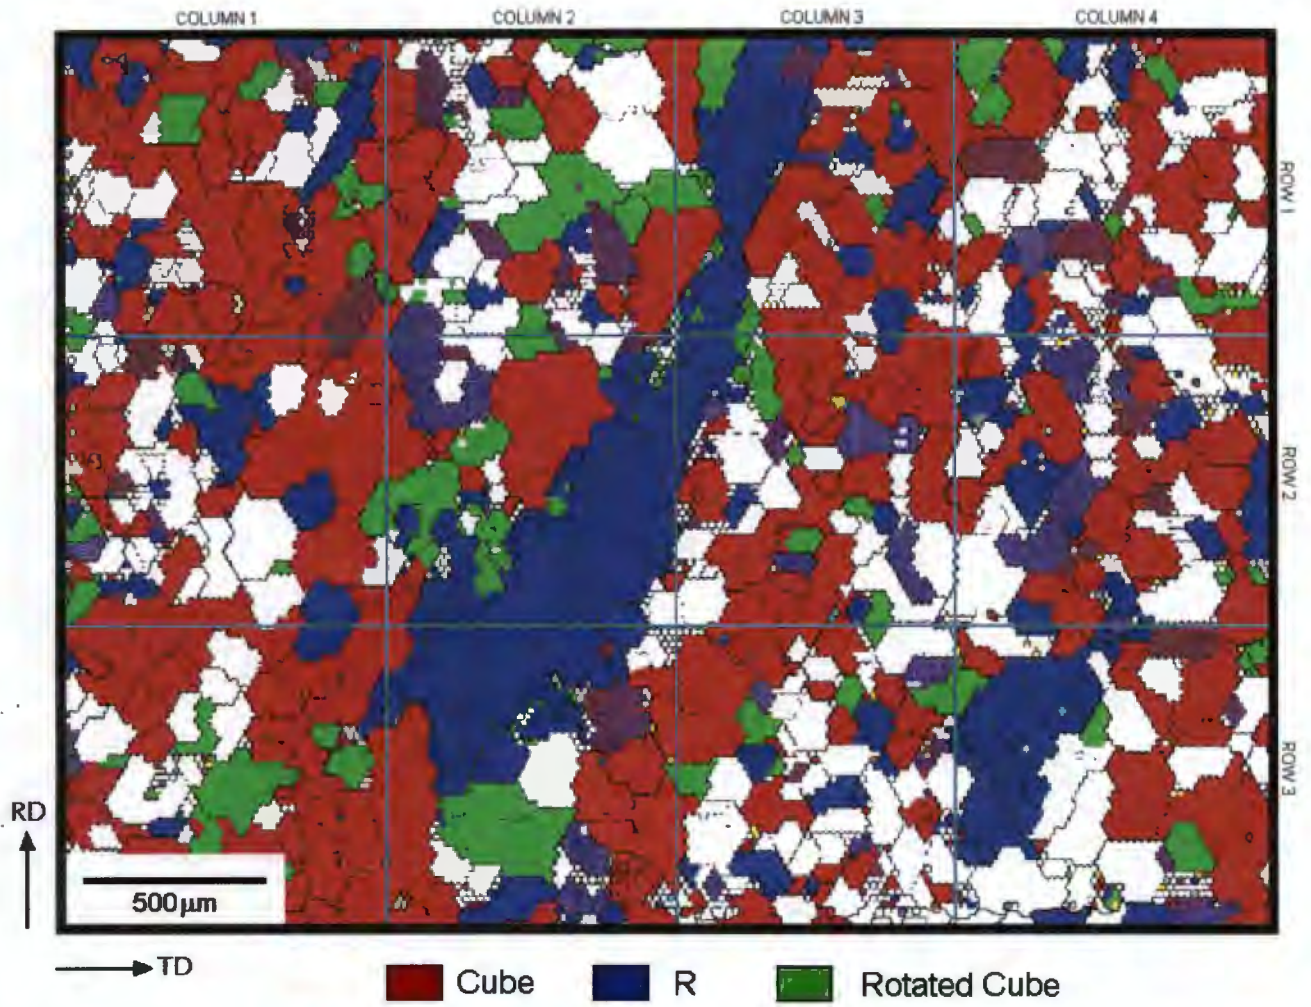 COLUMN 1 COLUMN 2 COLUMN 3 COLUMN 4
ROW 1
ROW 2
ROW 3
RD
500µm
TD
Cube R Rotated Cube